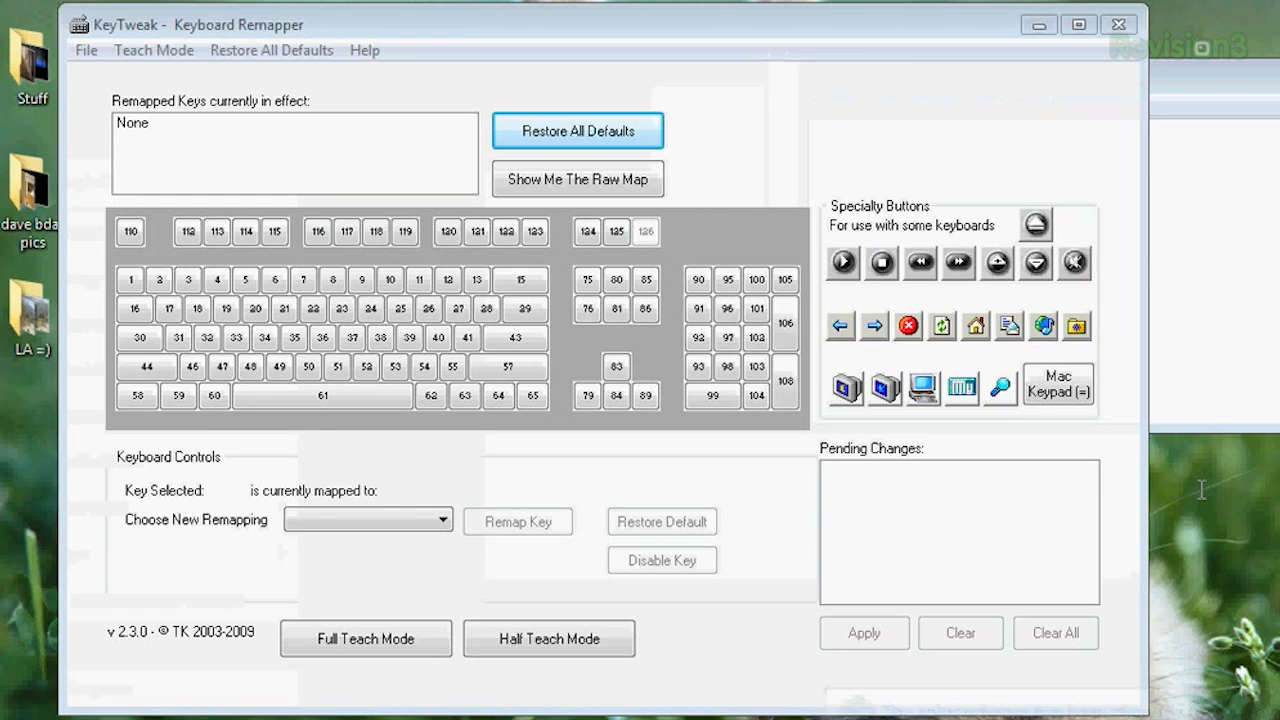 KeyTweak -  Keyboard Remapper
File Teach Mode Restore All Defaults Help
Revision3
Stuff
dave bda
pics
LA =)
Remapped Keys currently in effect:
None
Restore All Defaults
Show Me The Raw Map
110 112 113 114 115 116 117 118 119 120 121 122 123 124 125 126
1 2 3 4 5 6 7 8 9 10 11 12 13 15 75 80 85 90 95 100 105
16 17 18 19 20 21 22 23 24 25 26 27 28 29 76 81 86 91 96 101
106
30 31 32 33 34 35 36 37 38 39 40 41 43 92 97 102
44 46 47 48 49 50 51 52 53 54 55 57 83 93 98 103
108
58 59 60 61 62 63 64 65 79 84 89 99 104
Specialty Buttons
For use with some keyboards
Mac
Keypad (=)
Keyboard Controls
Key Selected: is currently mapped to:
Choose New Remapping
Remap Key
Restore Default
Disable Key
Pending Changes:
Apply Clear Clear All
v 2.3.0 - © TK 2003-2009
Full Teach Mode
Half Teach Mode